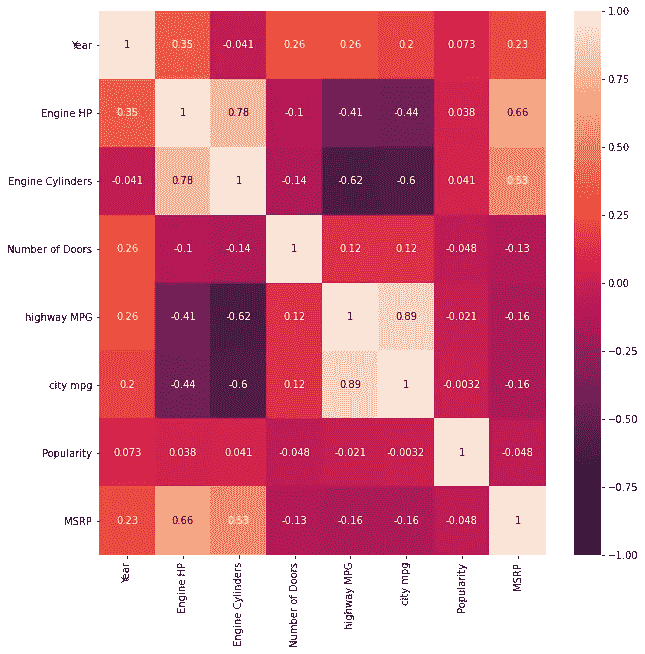 Year 1 0.35 -0.041 0.26 0.26 0.2 0.073 0.23
Engine HP 0.35 1 0.78 -0.1 -0.41 -0.44 0.038 0.66
Engine Cylinders -0.041 0.78 1 -0.14 -0.62 -0.6 0.041 0.53
Number of Doors 0.26 -0.1 -0.14 1 0.12 0.12 -0.048 -0.13
highway MPG 0.26 -0.41 -0.62 0.12 1 0.89 -0.021 -0.16
city mpg 0.2 -0.44 -0.6 0.12 0.89 1 -0.0032 -0.16
Popularity 0.073 0.038 0.041 -0.048 -0.021 -0.0032 1 -0.048
MSRP 0.23 0.66 0.53 -0.13 -0.16 -0.16 -0.048 1
Year
Engine HP
Engine Cylinders
Number of Doors
highway MPG
city mpg
Popularity
MSRP
1.00
0.75
0.50
0.25
0.00
−0.25
−0.50
−0.75
−1.00